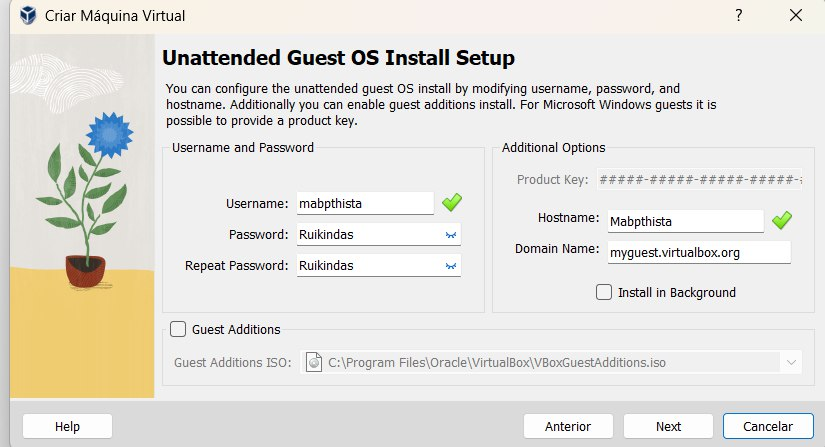 Criar Máquina Virtual
?
Unattended Guest OS Install Setup
You can configure the unattended guest OS install by modifying username, password, and
hostname. Additionally you can enable guest additions install. For Microsoft Windows guests it is
possible to provide a product key.
Username and Password
Username: mabpthista
Password: Ruikindas
Repeat Password: Ruikindas
Additional Options
Product Key: #####-#####-#####-#####-#
Hostname: Mabpthista
Domain Name: myguest.virtualbox.org
Install in Background
Guest Additions
Guest Additions ISO: C:\Program Files\Oracle\VirtualBox\VBoxGuestAdditions.iso
Help
Anterior
Next
Cancelar